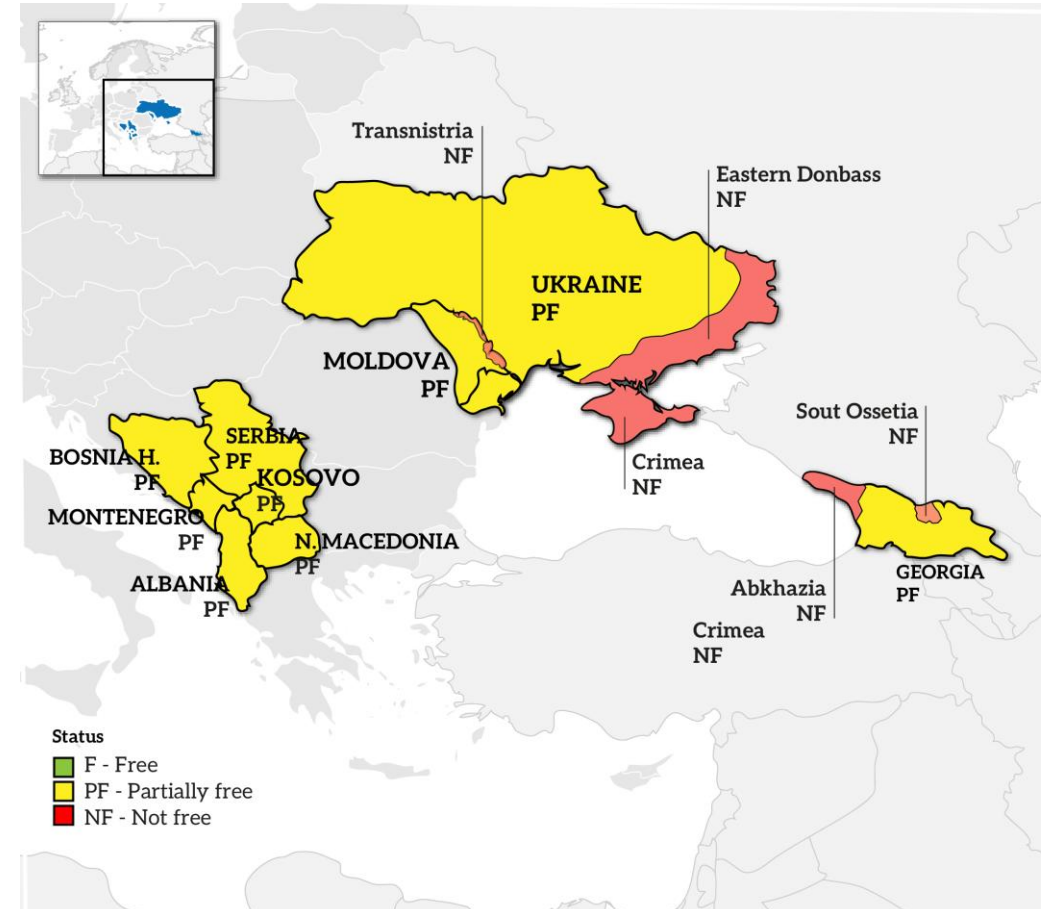 Transnistria
NF
Eastern Donbass
NF
UKRAINE
PF
MOLDOVA
PF
Sout Ossetia
NF
SERBIA
PF
BOSNIA H.
PF
KOSOVO
PF
Crimea
NF
MONTENEGRO
PF
N. MACEDONIA
PF
ALBANIA
PF
GEORGIA
PF
Abkhazia
NF
Crimea
NF
Status
F - Free
PF - Partially free
NF - Not free